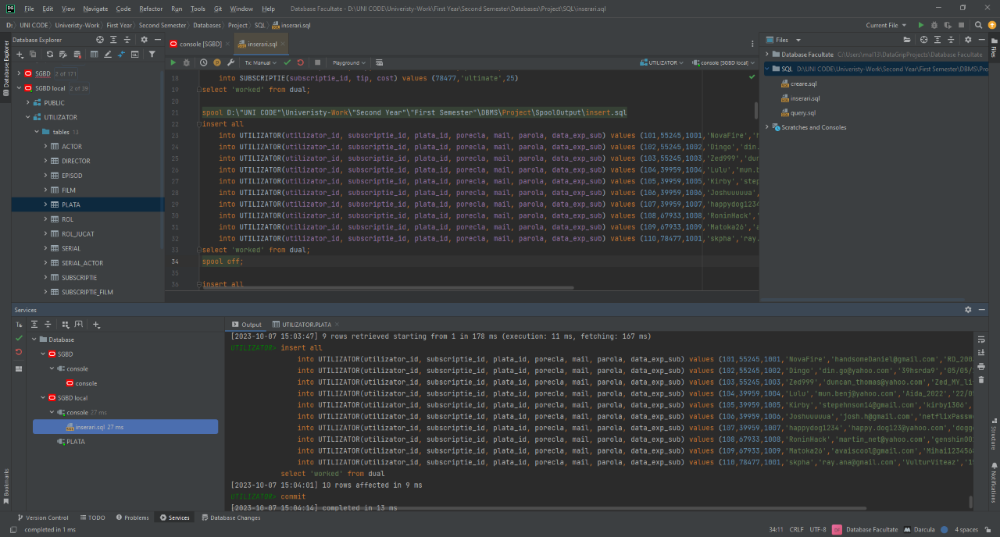 File Edit View Navigate Code Refactor Run Tools Git Window Help Database Facultate - D:\UNI CODE\Univeristy-Work\First Year\Second Semester\Databases\Project\SQL\inserari.sql
D: UNI CODE Univeristy-Work First Year Second Semester Databases Project SQL inserari.sql Current File
Database Explorer
SGBD 2 of 171
SGBD local 2 of 39
PUBLIC
UTILIZATOR
tables 13
ACTOR
DIRECTOR
EPISOD
FILM
PLATA
ROL
ROL_JUCAT
SERIAL
SERIAL_ACTOR
SUBSCRIPTIE
SUBSCRIPTIE_FILM
console [SGBD] inserari.sql
Tx: Manual Playground UTILIZATOR console [SGBD local]
18 into SUBSCRIPTIE(subscriptie_id, tip, cost) values (78477,'ultimate',25)
19 select 'worked' from dual;
20
21 spool D:\"UNI CODE"\Univeristy-Work\"Second Year"\"First Semester"\DBMS\Project\SpoolOutput\insert.sql
22 insert all
23 into UTILIZATOR(utilizator_id, subscriptie_id, plata_id, porecla, mail, parola, data_exp_sub) values (101,55245,1001,'NovaFire',
24 into UTILIZATOR(utilizator_id, subscriptie_id, plata_id, porecla, mail, parola, data_exp_sub) values (102,55245,1002,'Dingo','din.
25 into UTILIZATOR(utilizator_id, subscriptie_id, plata_id, porecla, mail, parola, data_exp_sub) values (103,55245,1003,'Zed999','dun
26 into UTILIZATOR(utilizator_id, subscriptie_id, plata_id, porecla, mail, parola, data_exp_sub) values (104,39959,1004,'Lulu','mun.b
27 into UTILIZATOR(utilizator_id, subscriptie_id, plata_id, porecla, mail, parola, data_exp_sub) values (105,39959,1005,'Kirby','step
28 into UTILIZATOR(utilizator_id, subscriptie_id, plata_id, porecla, mail, parola, data_exp_sub) values (106,39959,1006,'Joshuuuuua',
29 into UTILIZATOR(utilizator_id, subscriptie_id, plata_id, porecla, mail, parola, data_exp_sub) values (107,39959,1007,'happydog1234
30 into UTILIZATOR(utilizator_id, subscriptie_id, plata_id, porecla, mail, parola, data_exp_sub) values (108,67933,1008,'RoninHack',
31 into UTILIZATOR(utilizator_id, subscriptie_id, plata_id, porecla, mail, parola, data_exp_sub) values (109,67933,1009,'Matoka26','a
32 into UTILIZATOR(utilizator_id, subscriptie_id, plata_id, porecla, mail, parola, data_exp_sub) values (110,78477,1001,'skpha','ray.
33 select 'worked' from dual;
34 spool off;
35
36 insert all
Files
Database Facultate C:\Users\mal15\DataGripProjects\Database Facultate
SQL D:\UNI CODE\Univeristy-Work\Second Year\First Semester\DBMS\Pro
creare.sql
inserari.sql
query.sql
Scratches and Consoles
Database Explorer
Files
Services
Tx
Database
SGBD
console
console
SGBD local
console 27 ms
inserari.sql 27 ms
PLATA
Output UTILIZATOR.PLATA
[2023-10-07 15:03:47] 9 rows retrieved starting from 1 in 178 ms (execution: 11 ms, fetching: 167 ms)
UTILIZATOR> insert all
into UTILIZATOR(utilizator_id, subscriptie_id, plata_id, porecla, mail, parola, data_exp_sub) values (101,55245,1001,'NovaFire','handsomeDaniel@gmail.com','RD_200
into UTILIZATOR(utilizator_id, subscriptie_id, plata_id, porecla, mail, parola, data_exp_sub) values (102,55245,1002,'Dingo','din.go@yahoo.com','39hsrda9','05/05/
into UTILIZATOR(utilizator_id, subscriptie_id, plata_id, porecla, mail, parola, data_exp_sub) values (103,55245,1003,'Zed999','duncan_thomas@yahoo.com','Zed_MY_li
into UTILIZATOR(utilizator_id, subscriptie_id, plata_id, porecla, mail, parola, data_exp_sub) values (104,39959,1004,'Lulu','mun.benj@yahoo.com','Aida_2022','22/05
into UTILIZATOR(utilizator_id, subscriptie_id, plata_id, porecla, mail, parola, data_exp_sub) values (105,39959,1005,'Kirby','stepehnson14@gmail.com','kirby1306',
into UTILIZATOR(utilizator_id, subscriptie_id, plata_id, porecla, mail, parola, data_exp_sub) values (106,39959,1006,'Joshuuuuua','josh.h@gmail.com','netflixPassw
into UTILIZATOR(utilizator_id, subscriptie_id, plata_id, porecla, mail, parola, data_exp_sub) values (107,39959,1007,'happydog1234','happy.dog123@yahoo.com','dogg
into UTILIZATOR(utilizator_id, subscriptie_id, plata_id, porecla, mail, parola, data_exp_sub) values (108,67933,1008,'RoninHack','martin_net@yahoo.com','genshin00
into UTILIZATOR(utilizator_id, subscriptie_id, plata_id, porecla, mail, parola, data_exp_sub) values (109,67933,1009,'Matoka26','avaiscool@gmail.com','Mihai123456
into UTILIZATOR(utilizator_id, subscriptie_id, plata_id, porecla, mail, parola, data_exp_sub) values (110,78477,1001,'skpha','ray.ana@gmail.com','VulturViteaz','1
select 'worked' from dual
[2023-10-07 15:04:01] 10 rows affected in 9 ms
UTILIZATOR> commit
[2023-10-07 15:04:14] completed in 13 ms
Bookmarks
Structure
Notifications
Version Control TODO Problems Services Database Changes
completed in 1 ms 34:11 CRLF UTF-8 DF Database Facultate Darcula 4 spaces